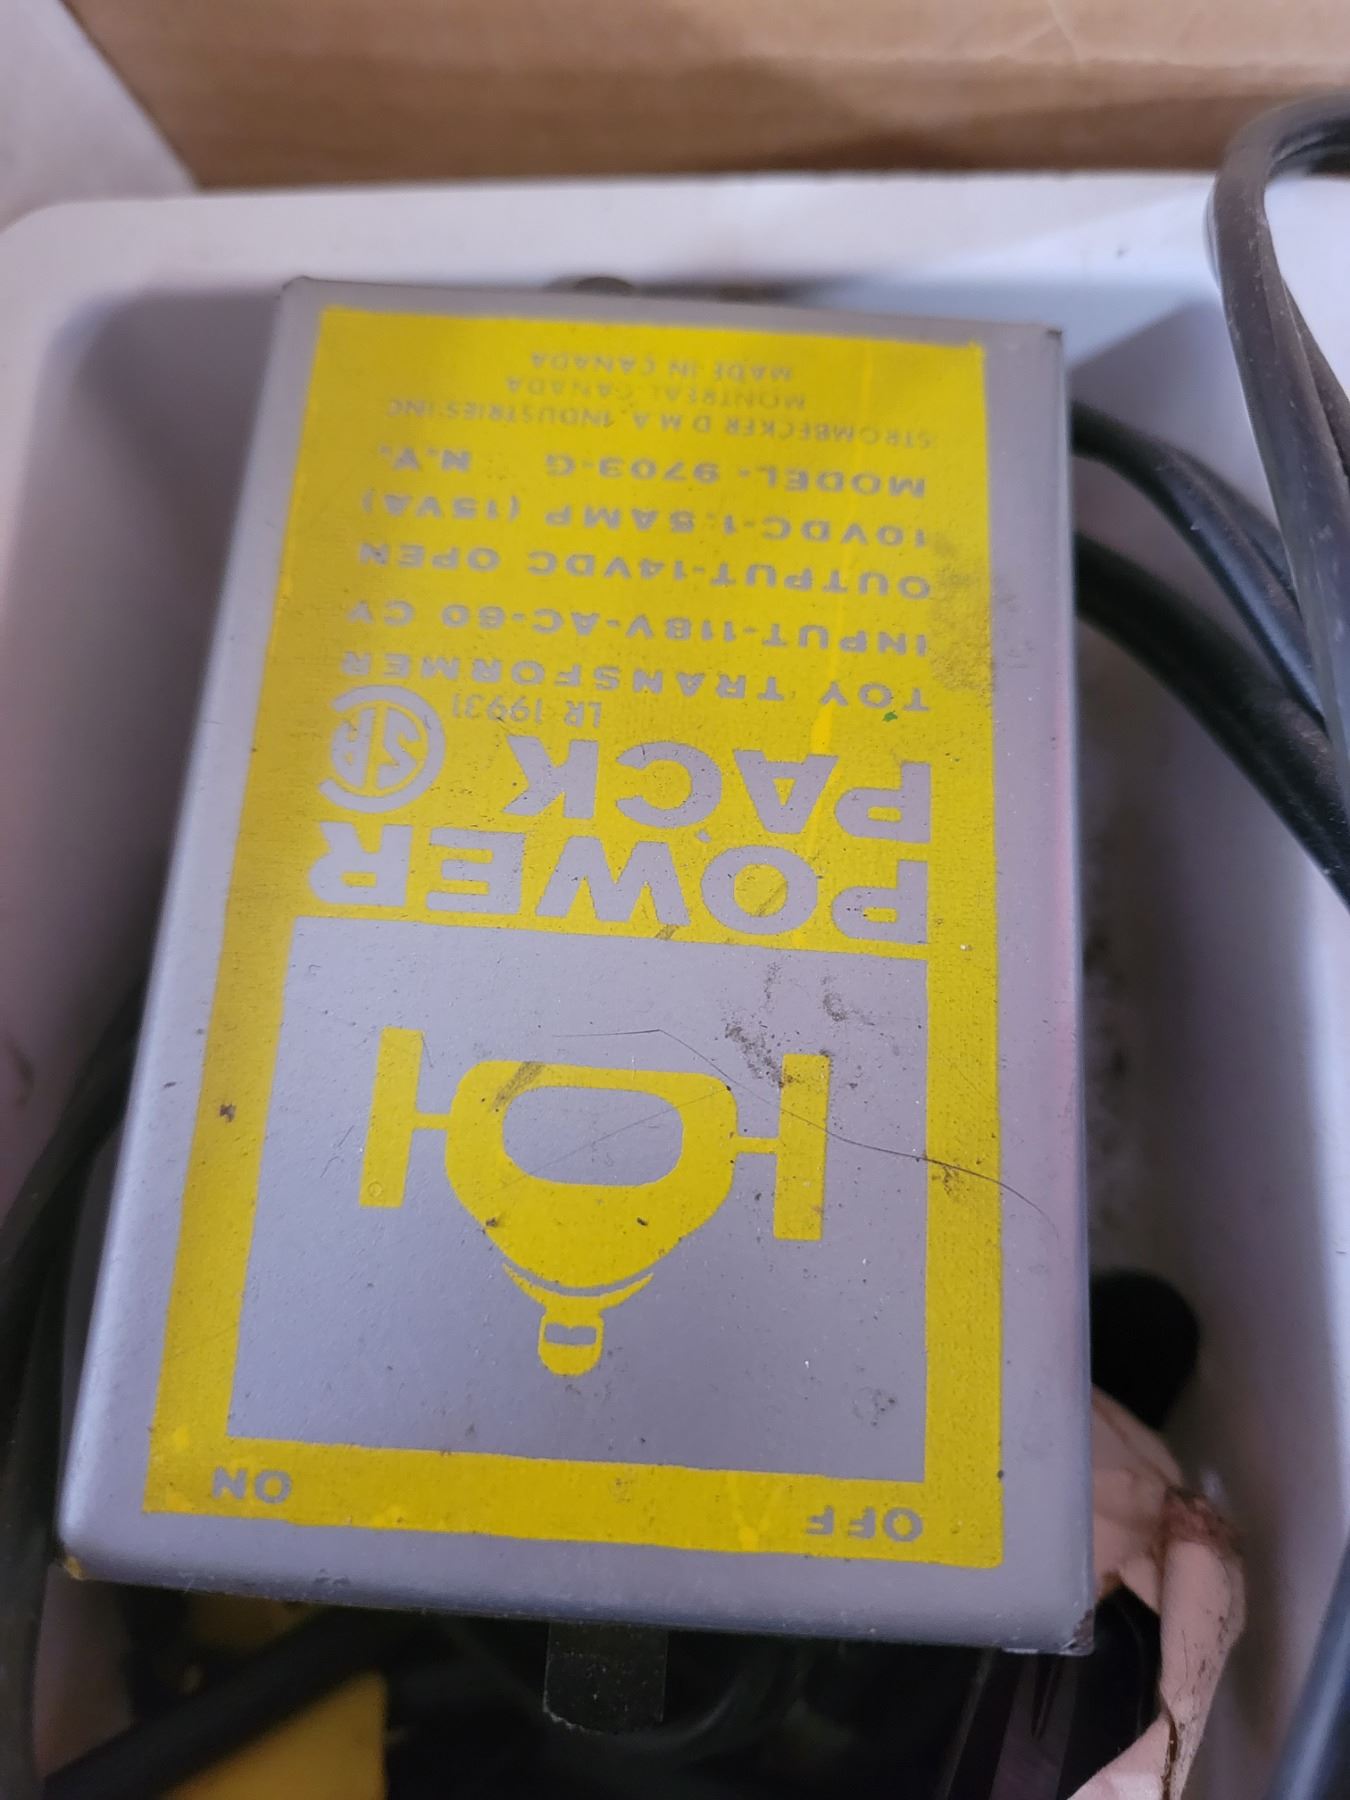 OFF ON
POWER
PACK
LR 19931
TOY TRANSFORMER
INPUT-118V-AC-60 CY
OUTPUT-14VDC OPEN
10VDC-1.5AMP (15VA)
MODEL-9703-G N.Y.
STROMBECKER D.M.A. INDUSTRIES INC
MONTREAL CANADA
MADE IN CANADA